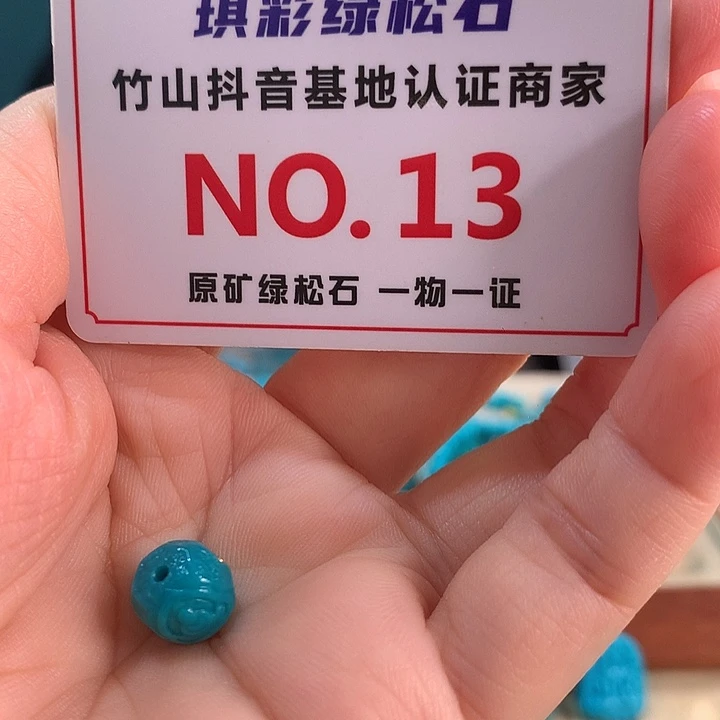 琪彩绿松石
竹山抖音基地认证商家
NO.13
原矿绿松石 一物一证